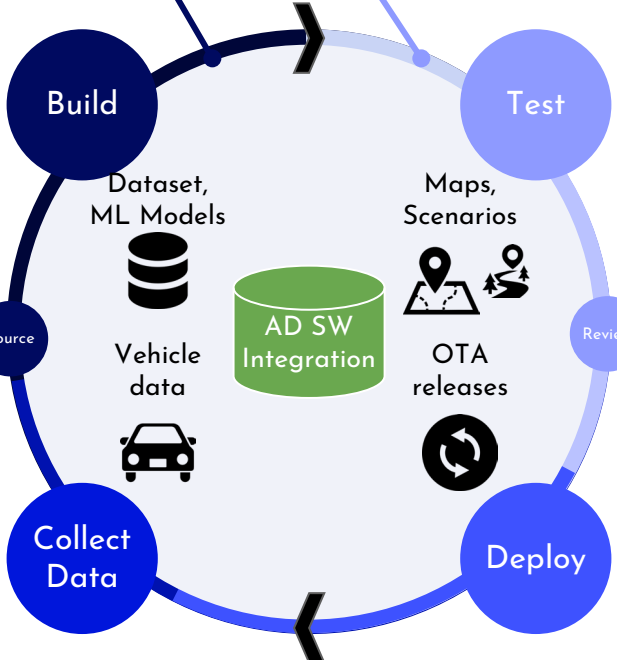 Build
Test
Dataset,
ML Models
Maps,
Scenarios
AD SW
Integration
Vehicle
data
OTA
releases
Collect
Data
Deploy